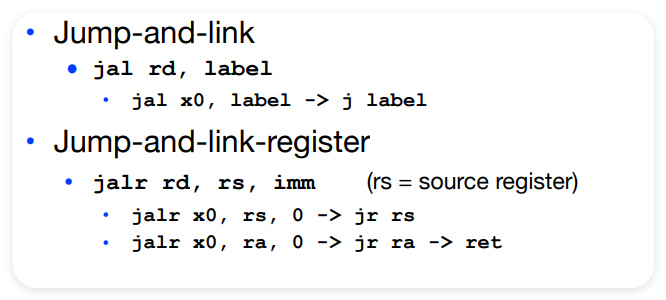 • Jump-and-link
• jal rd, label
• jal x0, label -> j label
• Jump-and-link-register
• jalr rd, rs, imm (rs = source register)
• jalr x0, rs, 0 -> jr rs
• jalr x0, ra, 0 -> jr ra -> ret